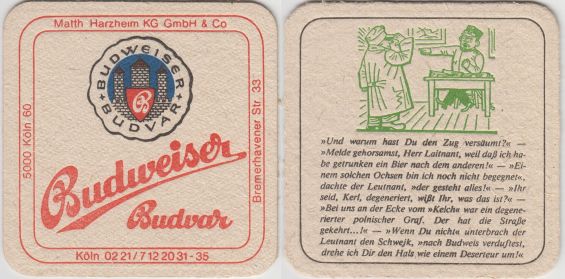 Matth Harzheim KG GmbH & Co
5000 Köln 60
BUDWEISER
BUDVAR
Bremerhavener Str 33
Budweiser
Budvar
Köln 02 21/7 12 20 31 - 35
»Und warum hast Du den Zug versäumt?« —
»Melde gehorsamst, Herr Laitnant, weil daß ich ha-
be getrunken ein Bier nach dem anderen!« — »Ei-
nem solchen Ochsen bin ich noch nicht begegnet«,
dachte der Leutnant, »der gesteht alles!« — »Ihr
seid, Kerl, degeneriert, wißt Ihr, was das ist?« —
»Bei uns an der Ecke vom »Kelch« war ein degene-
rierter polnischer Graf. Der hat die Straße
gekehrt...!« — »Wenn Du nicht« unterbrach der
Leutnant den Schwejk, »nach Budweis verduftest,
drehe ich Dir den Hals wie einem Deserteur um!«